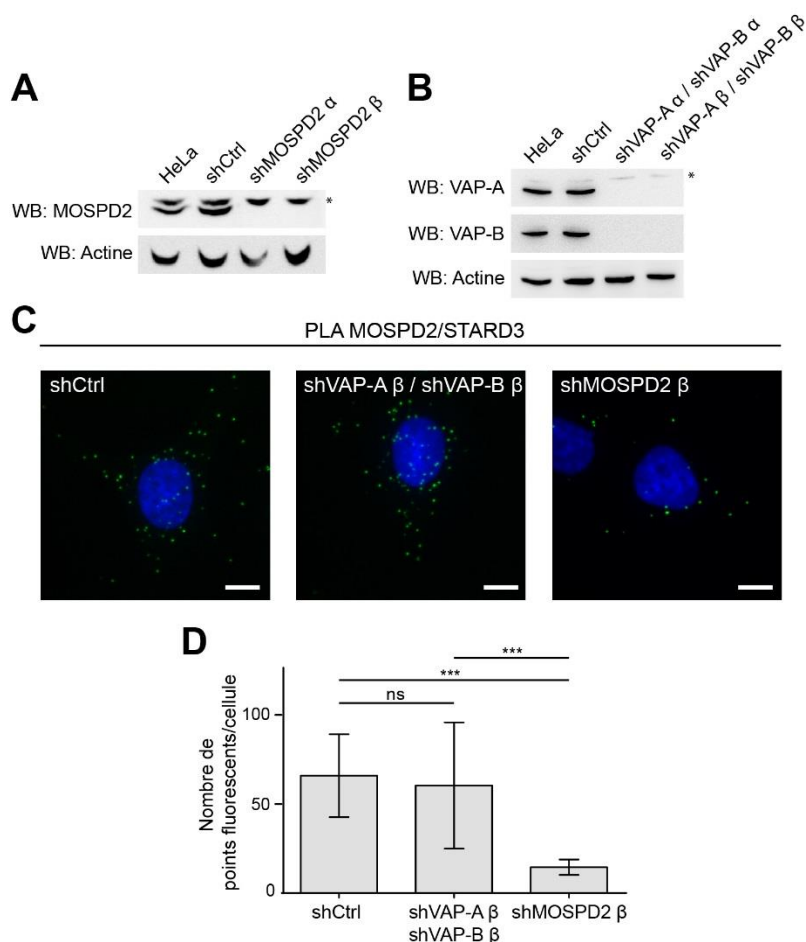 A
HeLa
shCtrl
shMOSPD2 α
shMOSPD2 β
WB: MOSPD2
*
WB: Actine
B
HeLa
shCtrl
shVAP-A α / shVAP-B α
shVAP-A β / shVAP-B β
WB: VAP-A
*
WB: VAP-B
WB: Actine
C
PLA MOSPD2/STARD3
shCtrl
shVAP-A β / shVAP-B β
shMOSPD2 β
D
***
***
ns
Nombre de
points fluorescents/cellule
100
50
0
shCtrl
shVAP-A β
shVAP-B β
shMOSPD2 β